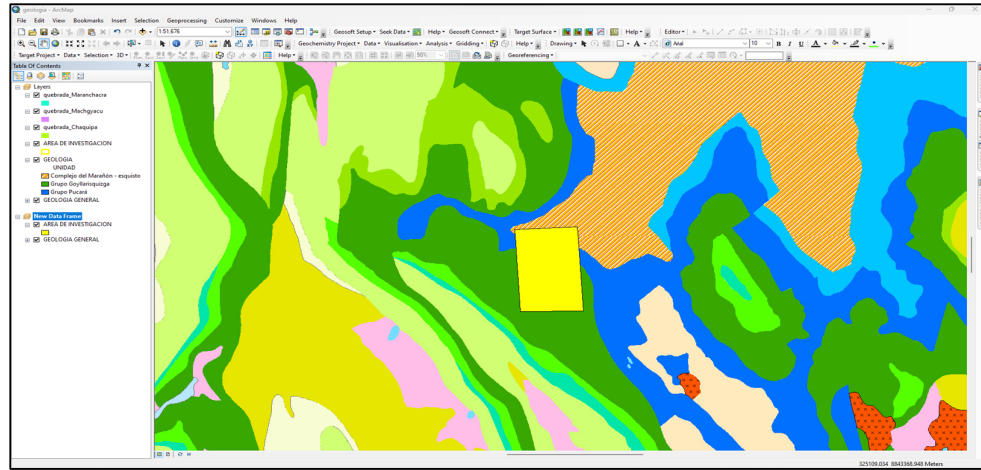 geologia - ArcMap
File Edit View Bookmarks Insert Selection Geoprocessing Customize Windows Help
1:51,676 Geosoft Setup Seek Data Help Geosoft Connect Target Surface Help Editor
Geochemistry Project Data Visualisation Analysis Gridding Help Drawing A Arial 10 B I U A
Target Project Data Selection 3D Help 50% Georeferencing
Table Of Contents
Layers
quebrada_Maranchacra
quebrada_Machgyacu
quebrada_Chaquipa
AREA DE INVESTIGACION
GEOLOGIA
UNIDAD
Complejo del Marañón - esquisto
Grupo Goyllarisquizga
Grupo Pucará
GEOLOGIA GENERAL
New Data Frame
AREA DE INVESTIGACION
GEOLOGIA GENERAL
325109.034 8843368.948 Meters